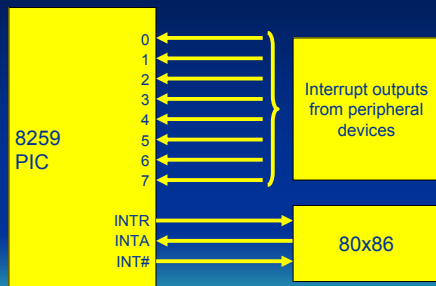 0
1
2
3
4
5
6
7
8259
PIC
INTR
INTA
INT#
Interrupt outputs
from peripheral
devices
80x86